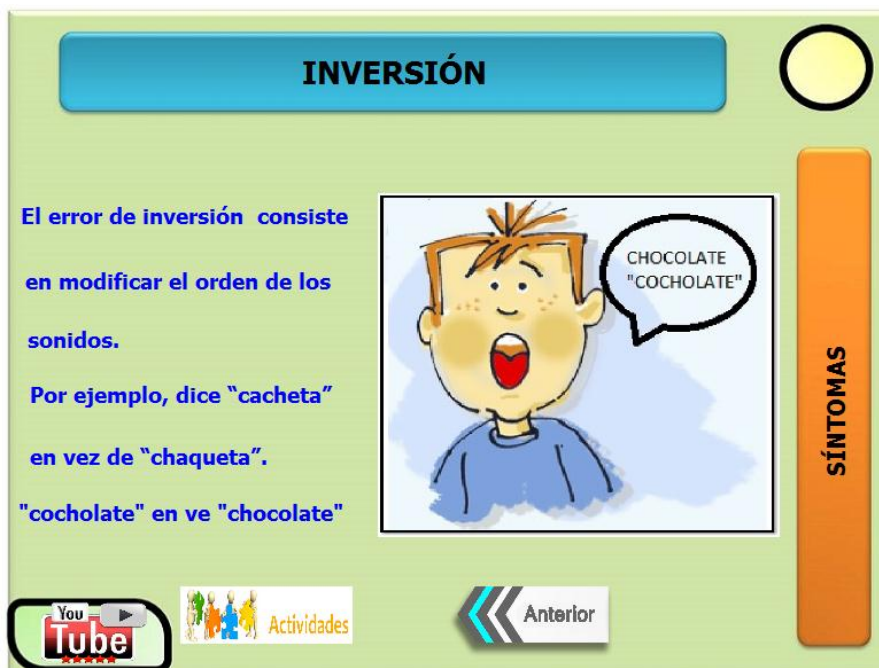 INVERSIÓN
El error de inversión consiste
en modificar el orden de los
sonidos.
Por ejemplo, dice “cacheta”
en vez de “chaqueta”.
"cocholate" en ve "chocolate"
CHOCOLATE
"COCHOLATE"
SÍNTOMAS
You
Tube
Actividades
Anterior